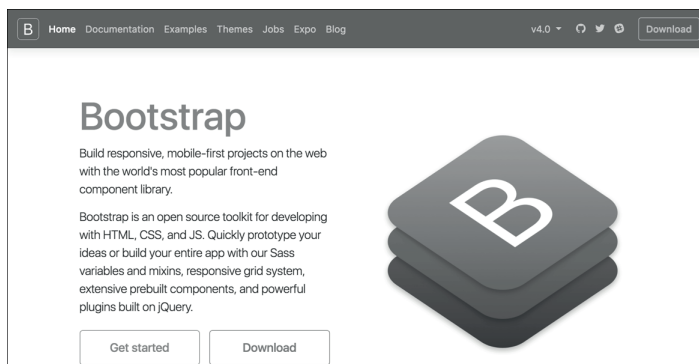 B Home Documentation Examples Themes Jobs Expo Blog v4.0 Download
Bootstrap
Build responsive, mobile-first projects on the web
with the world's most popular front-end
component library.
Bootstrap is an open source toolkit for developing
with HTML, CSS, and JS. Quickly prototype your
ideas or build your entire app with our Sass
variables and mixins, responsive grid system,
extensive prebuilt components, and powerful
plugins built on jQuery.
Get started Download
B